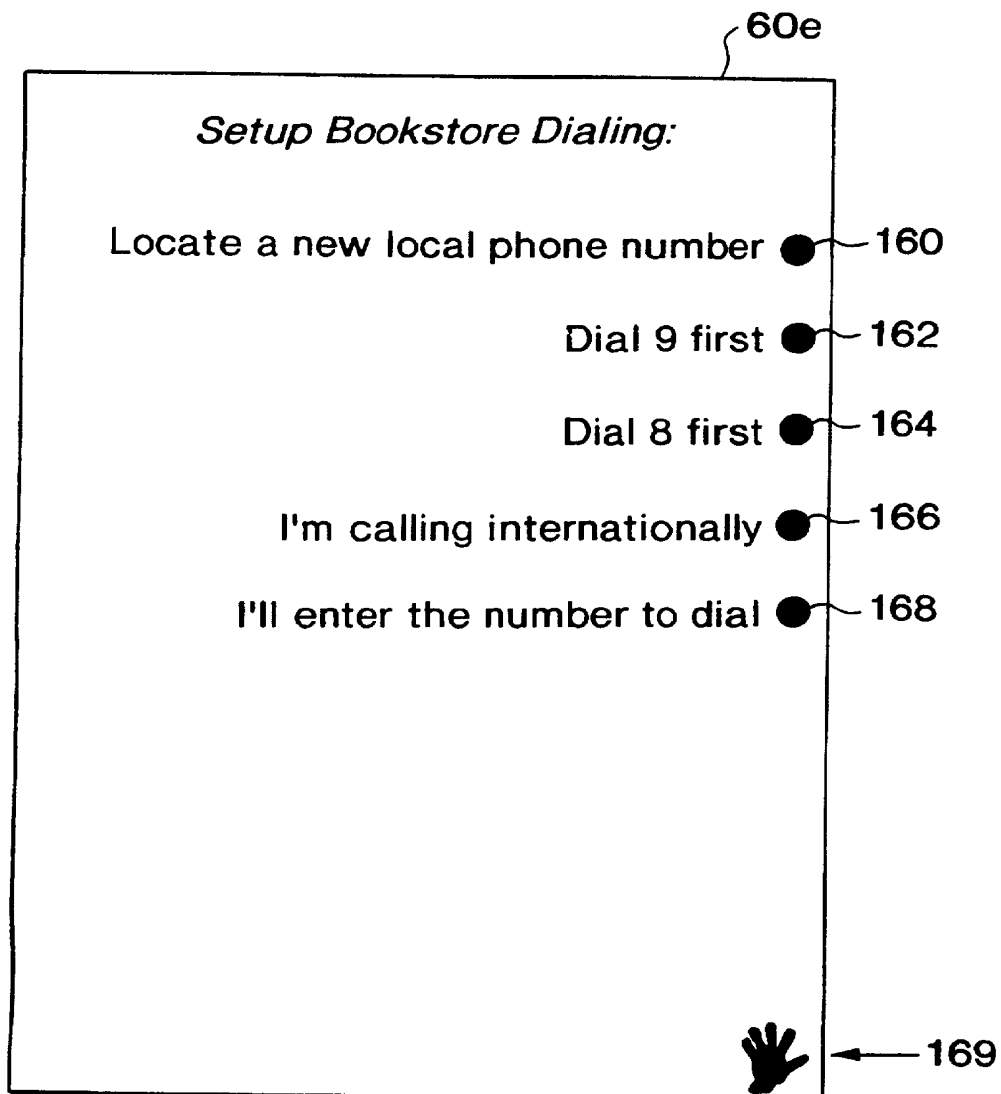 60e
Setup Bookstore Dialing:
Locate a new local phone number 160
Dial 9 first 162
Dial 8 first 164
I'm calling internationally 166
I'll enter the number to dial 168
169